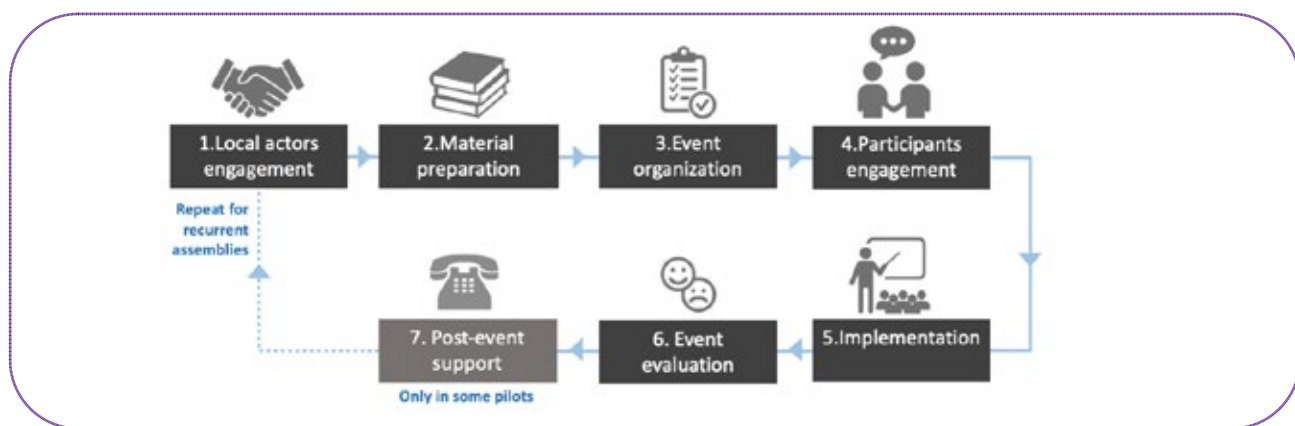 1.Local actors
engagement
2.Material
preparation
3.Event
organization
4.Participants
engagement
Repeat for
recurrent
assemblies
7. Post-event
support
6. Event
evaluation
5.Implementation
Only in some pilots